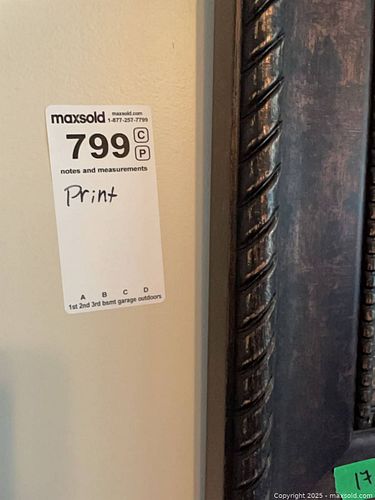 maxsold maxsold.com
1-877-257-7799
799 C
P
notes and measurements
Print
A B C D
1st 2nd 3rd bsmt garage outdoors
17
Copyright 2025 - maxsold.com